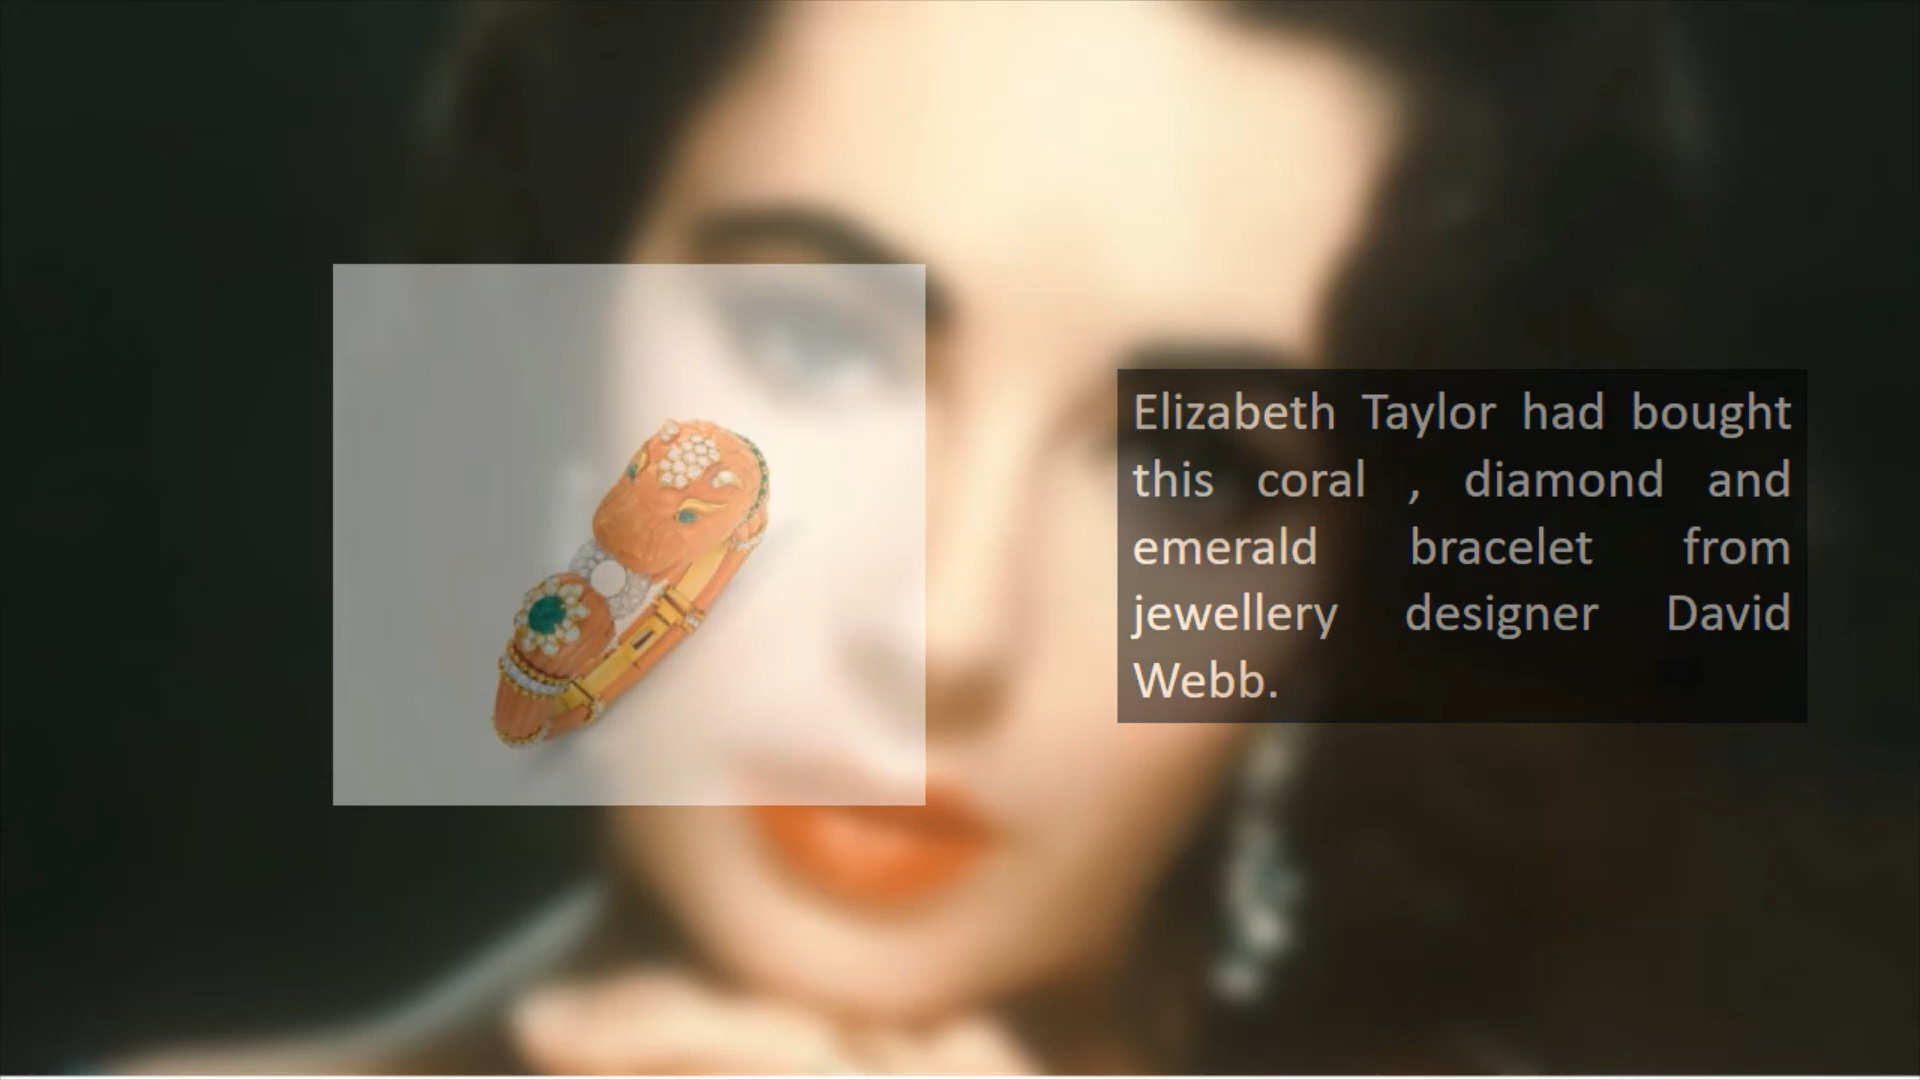 Elizabeth Taylor had bought
this coral , diamond and
emerald bracelet from
jewellery designer David
Webb.